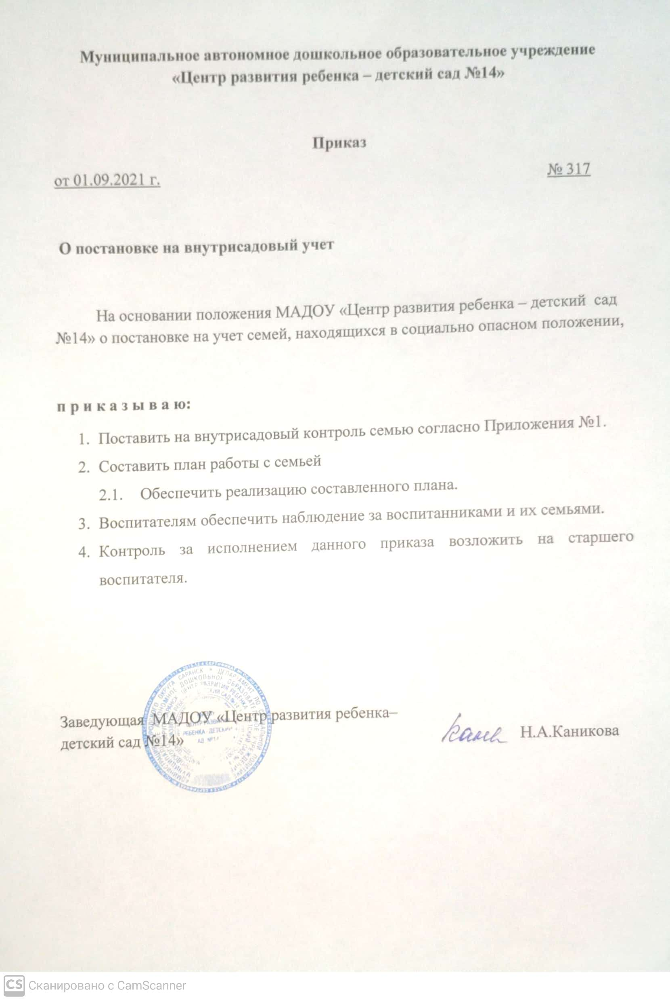 Муниципальное автономное дошкольное образовательное учреждение
«Центр развития ребенка – детский сад №14»
Приказ
от 01.09.2021 г.
№ 317
О постановке на внутрисадовый учет
На основании положения МАДОУ «Центр развития ребенка – детский сад
№14» о постановке на учет семей, находящихся в социально опасном положении,
п р и к а з ы в а ю:
1. Поставить на внутрисадовый контроль семью согласно Приложения №1.
2. Составить план работы с семьей
2.1. Обеспечить реализацию составленного плана.
3. Воспитателям обеспечить наблюдение за воспитанниками и их семьями.
4. Контроль за исполнением данного приказа возложить на старшего
воспитателя.
Заведующая МАДОУ «Центр развития ребенка–
детский сад №14»
Н.А.Каникова
CS Сканировано с CamScanner